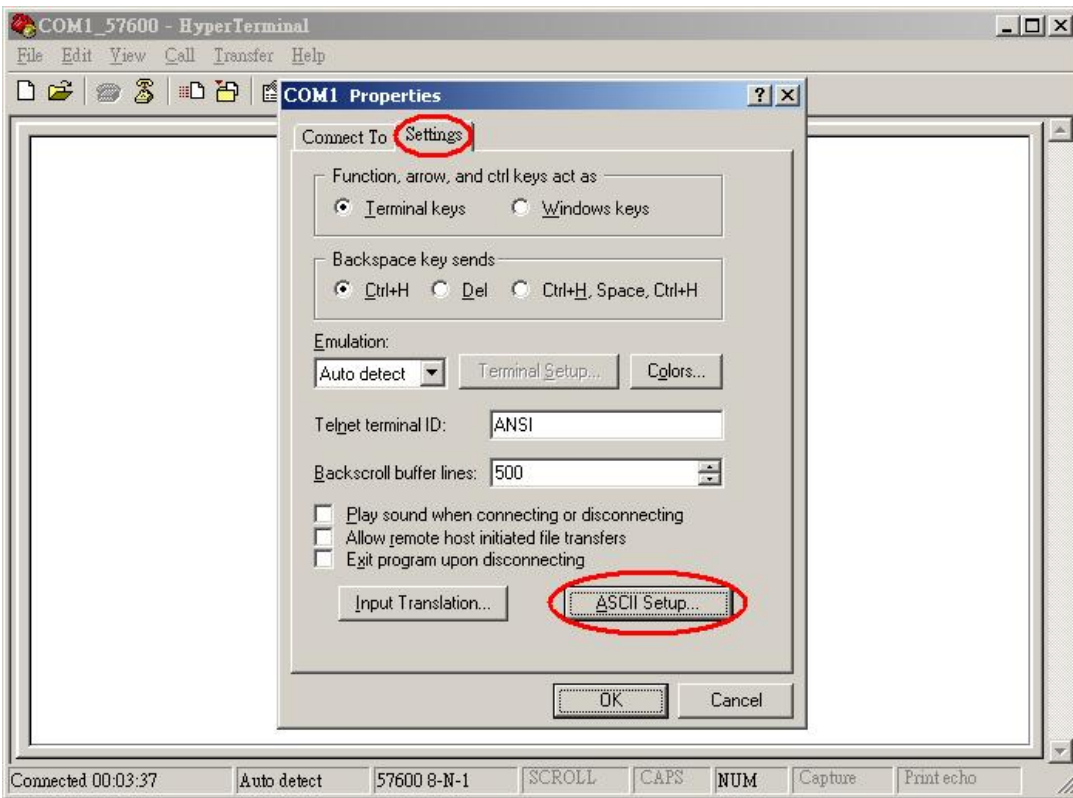 COM1_57600 - HyperTerminal
File Edit View Call Transfer Help
COM1 Properties
Connect To Settings
Function, arrow, and ctrl keys act as
Terminal keys Windows keys
Backspace key sends
Ctrl+H Del Ctrl+H, Space, Ctrl+H
Emulation:
Auto detect Terminal Setup... Colors...
Telnet terminal ID: ANSI
Backscroll buffer lines: 500
Play sound when connecting or disconnecting
Allow remote host initiated file transfers
Exit program upon disconnecting
Input Translation... ASCII Setup...
OK Cancel
Connected 00:03:37 Auto detect 57600 8-N-1 SCROLL CAPS NUM Capture Print echo